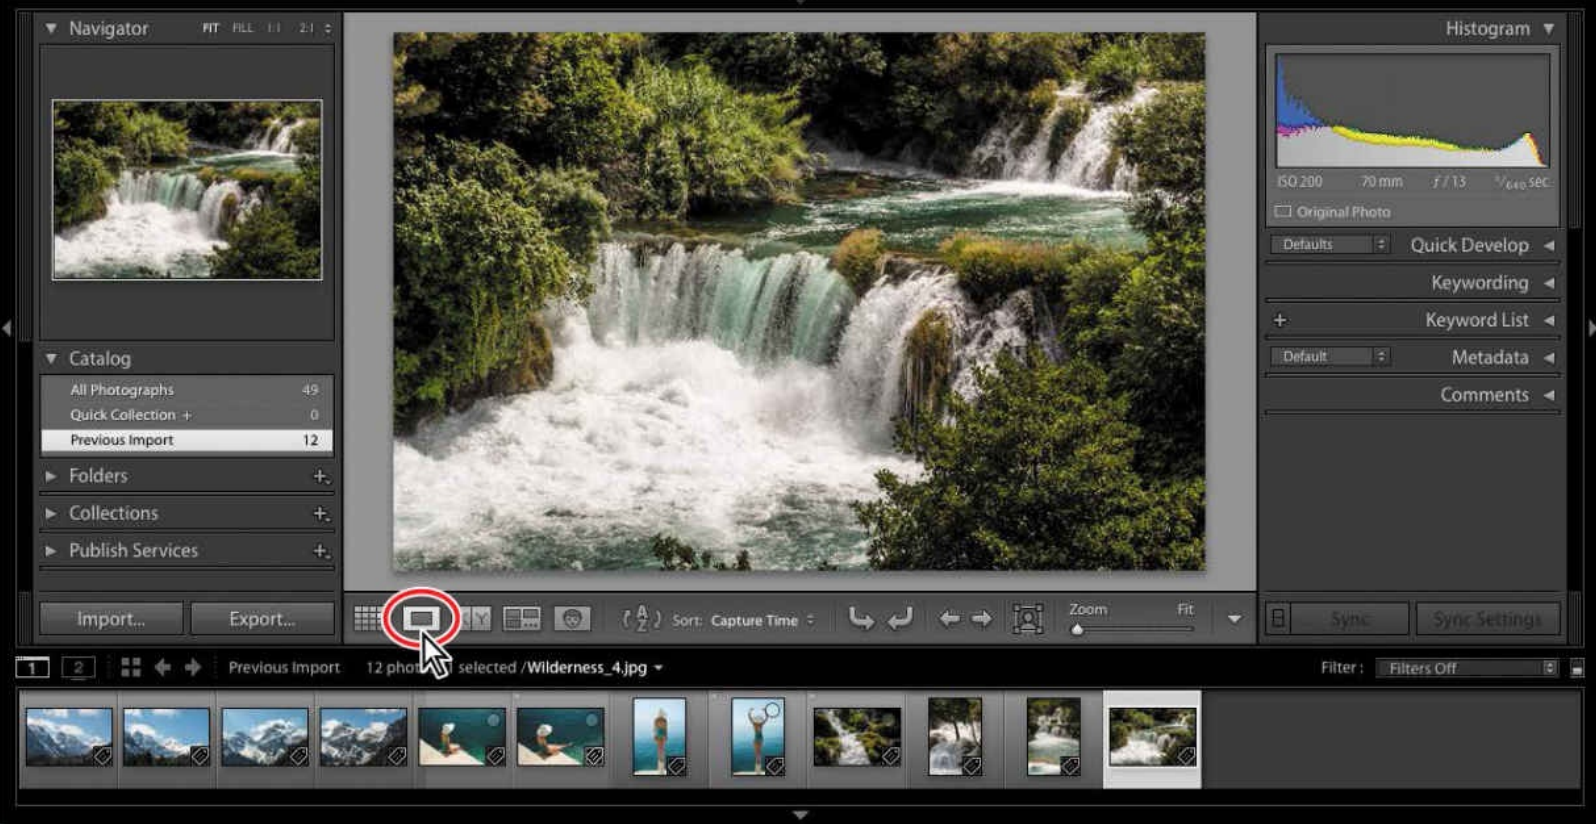 Navigator FIT FILL 1:1 2:1
Histogram
ISO 200 70 mm f / 13 1/640 sec
Original Photo
Defaults Quick Develop
Keywording
+ Keyword List
Default Metadata
Comments
Catalog
All Photographs 49
Quick Collection + 0
Previous Import 12
Folders +
Collections +
Publish Services +
Import... Export...
Y A Z Sort: Capture Time Zoom Fit
Sync Sync Settings
1 2 Previous Import 12 selected /Wilderness_4.jpg Filter : Filters Off